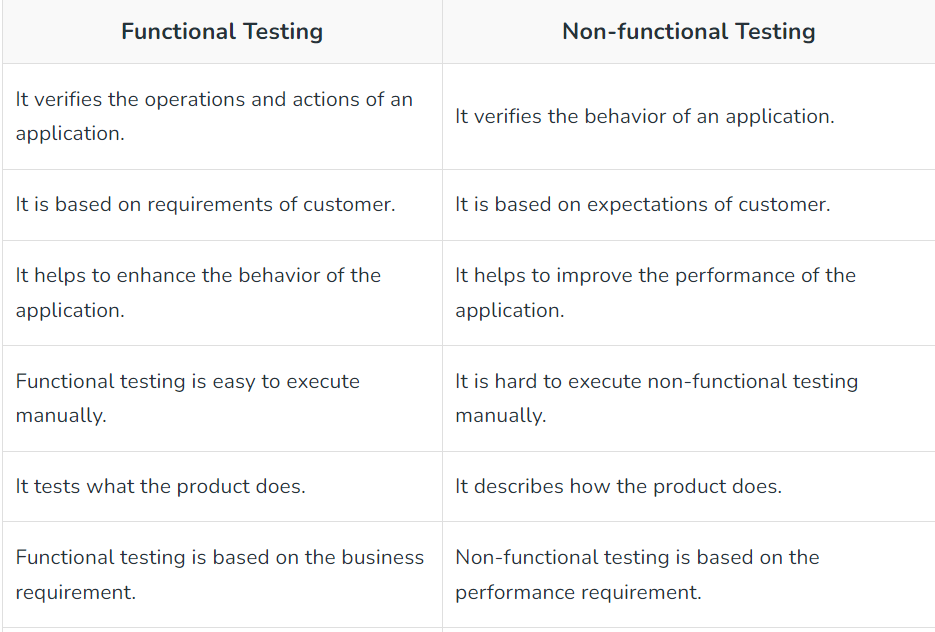 Functional Testing
Non-functional Testing
It verifies the operations and actions of an
application.
It verifies the behavior of an application.
It is based on requirements of customer.
It is based on expectations of customer.
It helps to enhance the behavior of the
application.
It helps to improve the performance of the
application.
Functional testing is easy to execute
manually.
It is hard to execute non-functional testing
manually.
It tests what the product does.
It describes how the product does.
Functional testing is based on the business
requirement.
Non-functional testing is based on the
performance requirement.